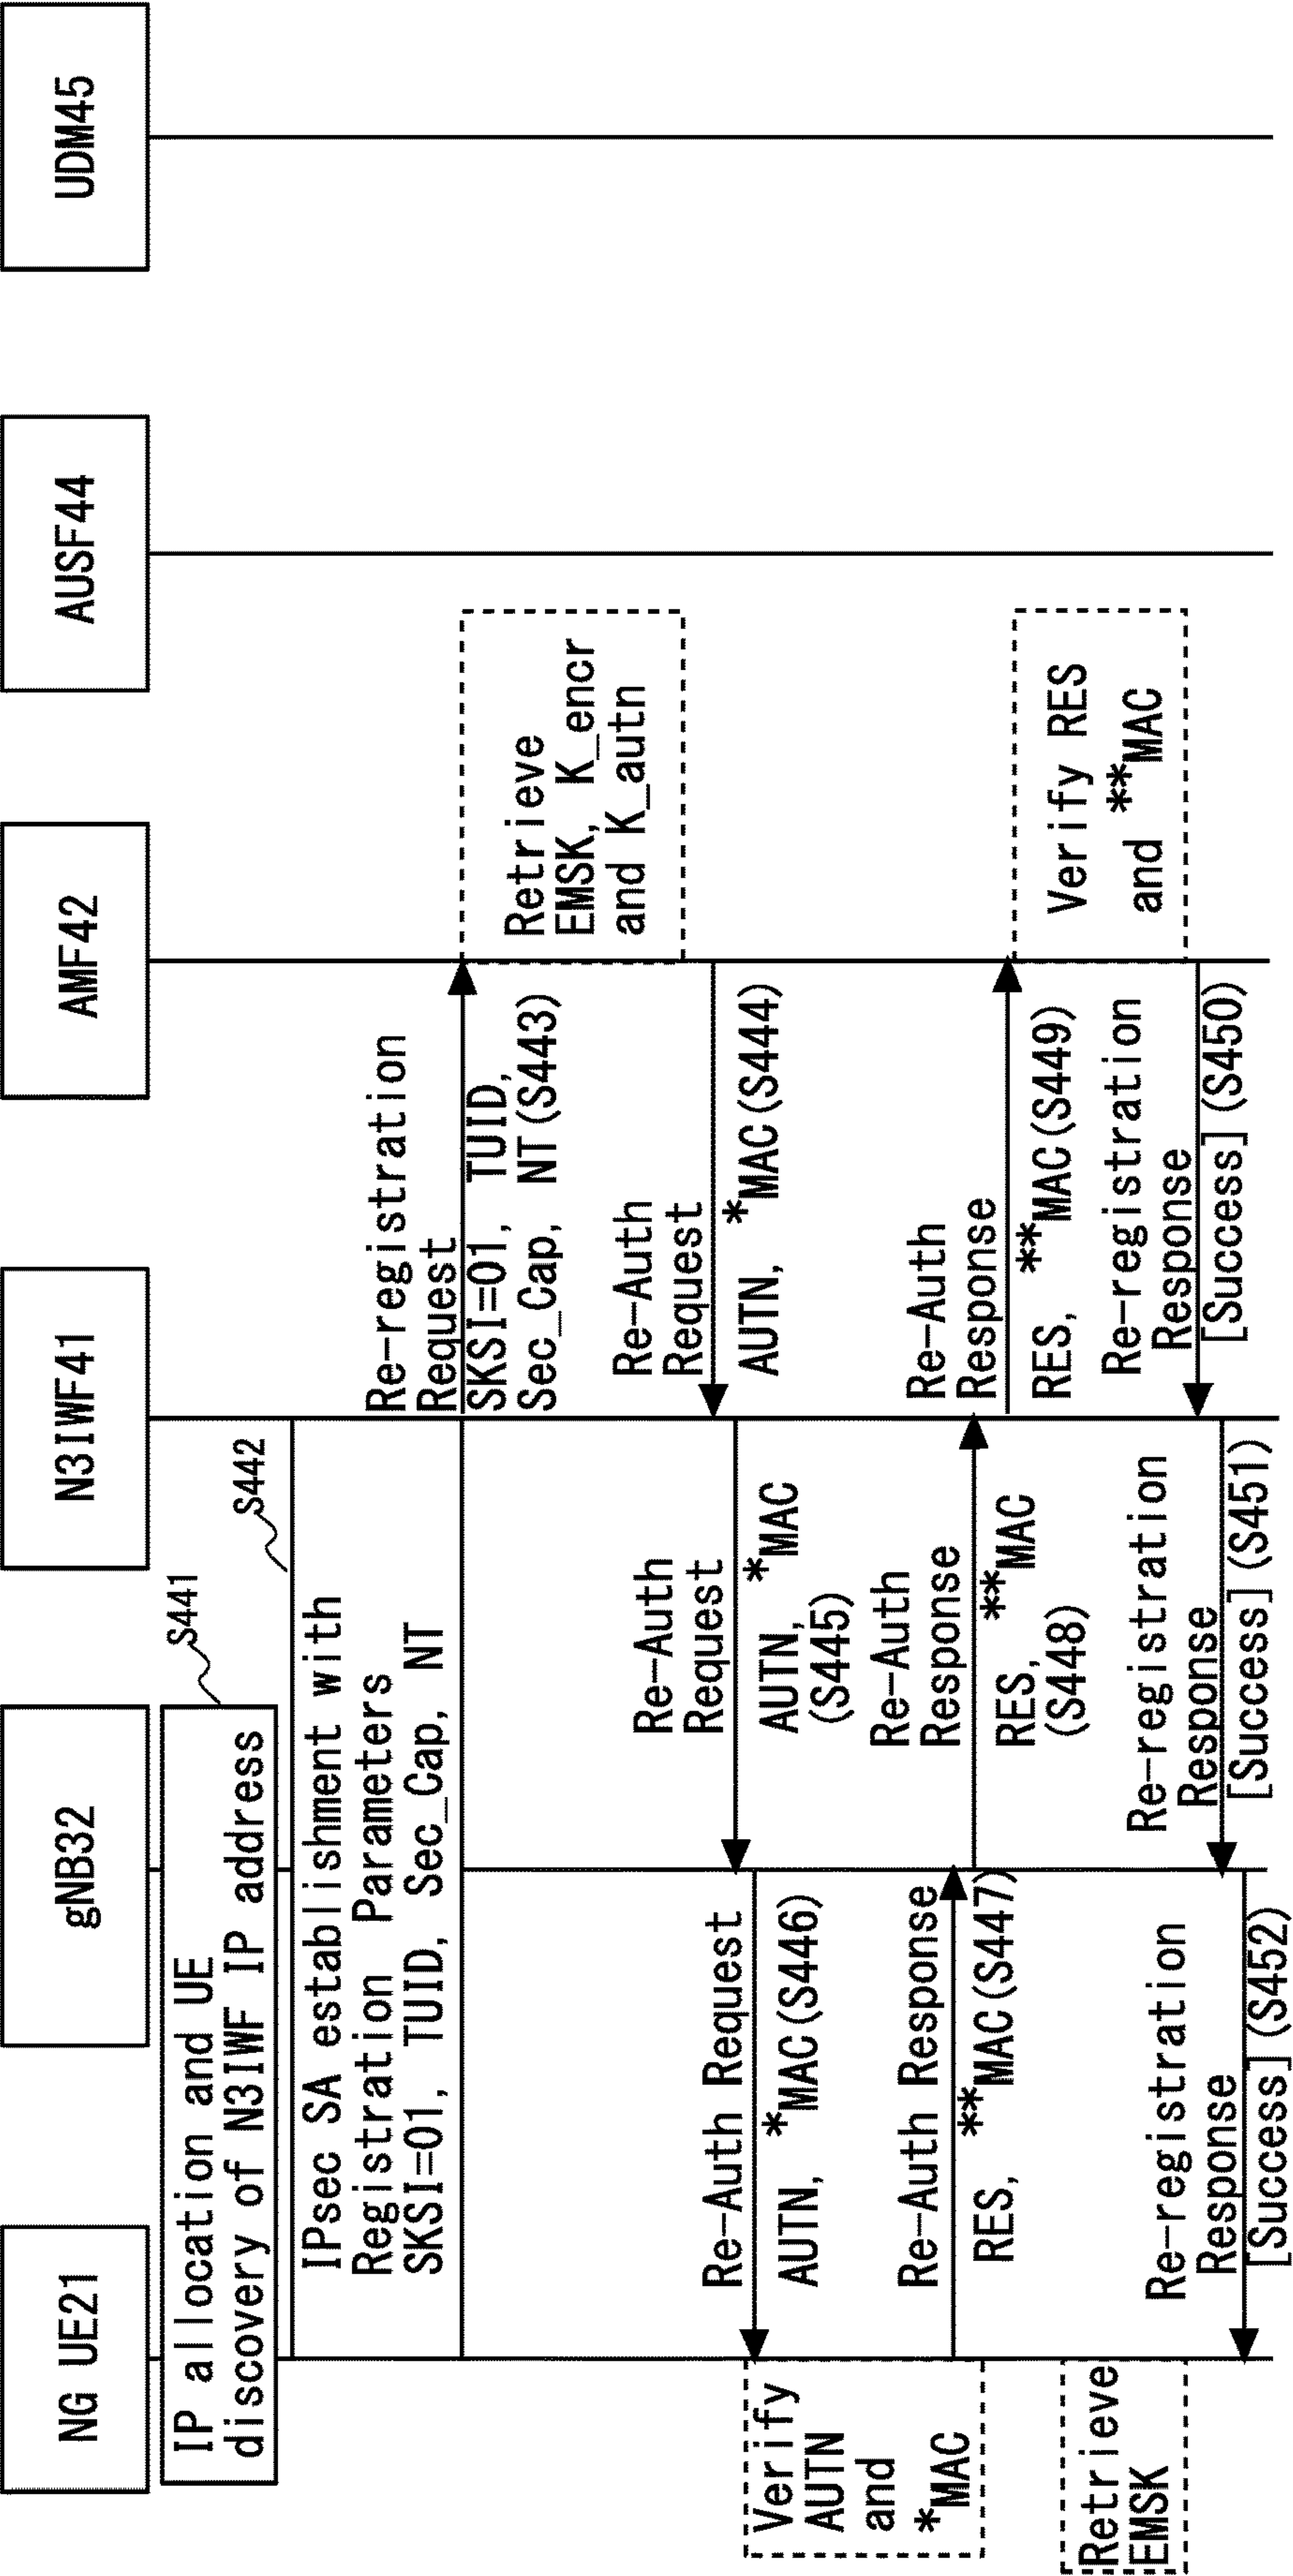 NG UE21
gNB32
N3IWF41
AMF42
AUSF44
UDM45
IP allocation and UE
discovery of N3IWF IP address
S441
S442
IPsec SA establishment with
Registration Parameters
SKSI=01, TUID, Sec_Cap, NT
Re-registration
Request
SKSI=01, TUID,
Sec_Cap, NT(S443)
Retrieve
EMSK, K_encr
and K_autn
Re-Auth
Request
AUTN, *MAC(S444)
Re-Auth
Request
AUTN, *MAC
(S445)
Re-Auth Request
AUTN, *MAC(S446)
Verify
AUTN
and
*MAC
Re-Auth Response
RES, **MAC(S447)
Re-Auth
Response
RES, **MAC
(S448)
Re-Auth
Response
RES, **MAC(S449)
Verify RES
and **MAC
Retrieve
EMSK
Re-registration
Response
[Success](S450)
Re-registration
Response
[Success](S451)
Re-registration
Response
[Success](S452)